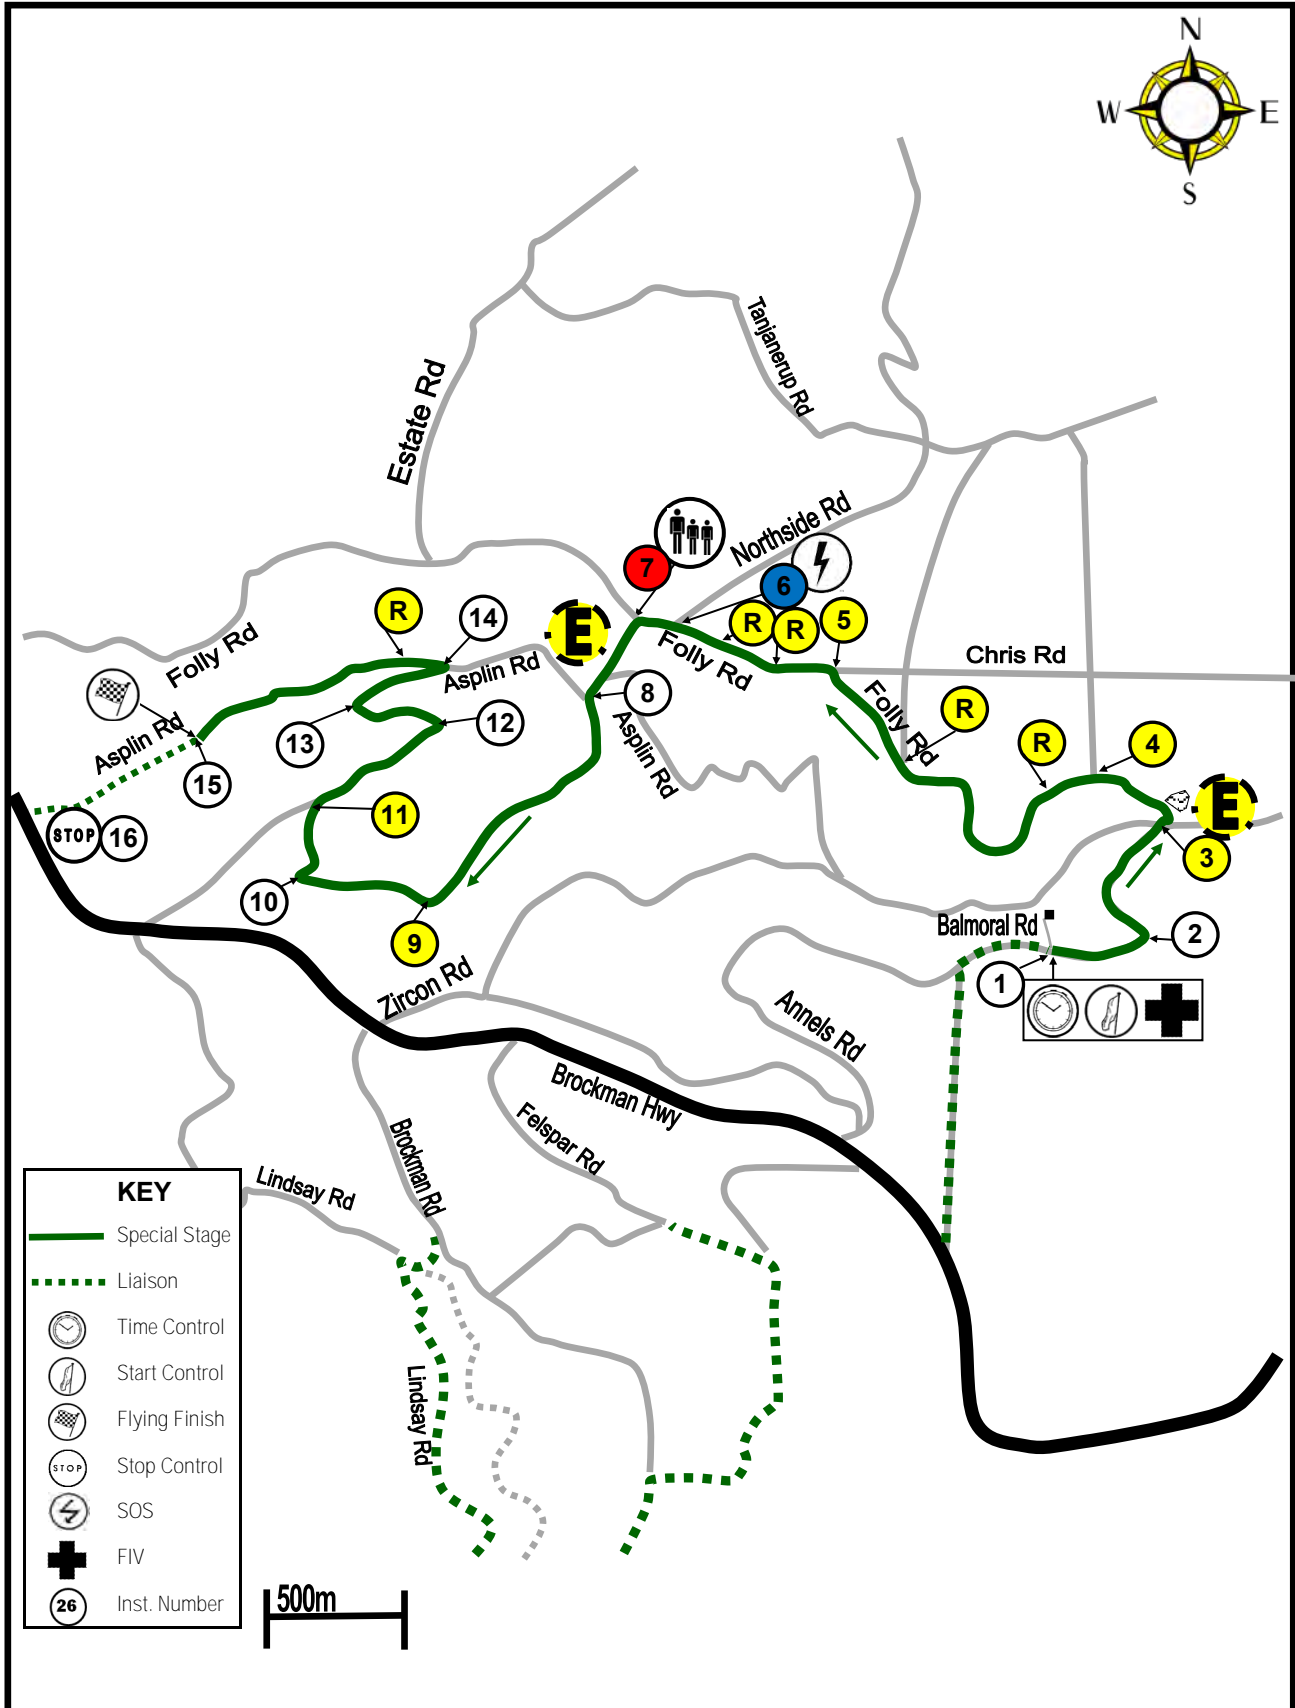 N
W
E
S
Tanjanerup Rd
Estate Rd
Northside Rd
7
6
R
R
5
R
14
E
Folly Rd
Folly Rd
Chris Rd
Asplin Rd
8
Folly Rd
R
R
4
Asplin Rd
13
12
Asplin Rd
15
11
E
STOP
16
3
10
9
Balmoral Rd
2
1
Zircon Rd
Annels Rd
Brockman Hwy
Felspar Rd
Brockman Rd
Lindsay Rd
Lindsay Rd
KEY
Special Stage
Liaison
Time Control
Start Control
Flying Finish
STOP
Stop Control
SOS
FIV
26
Inst. Number
500m